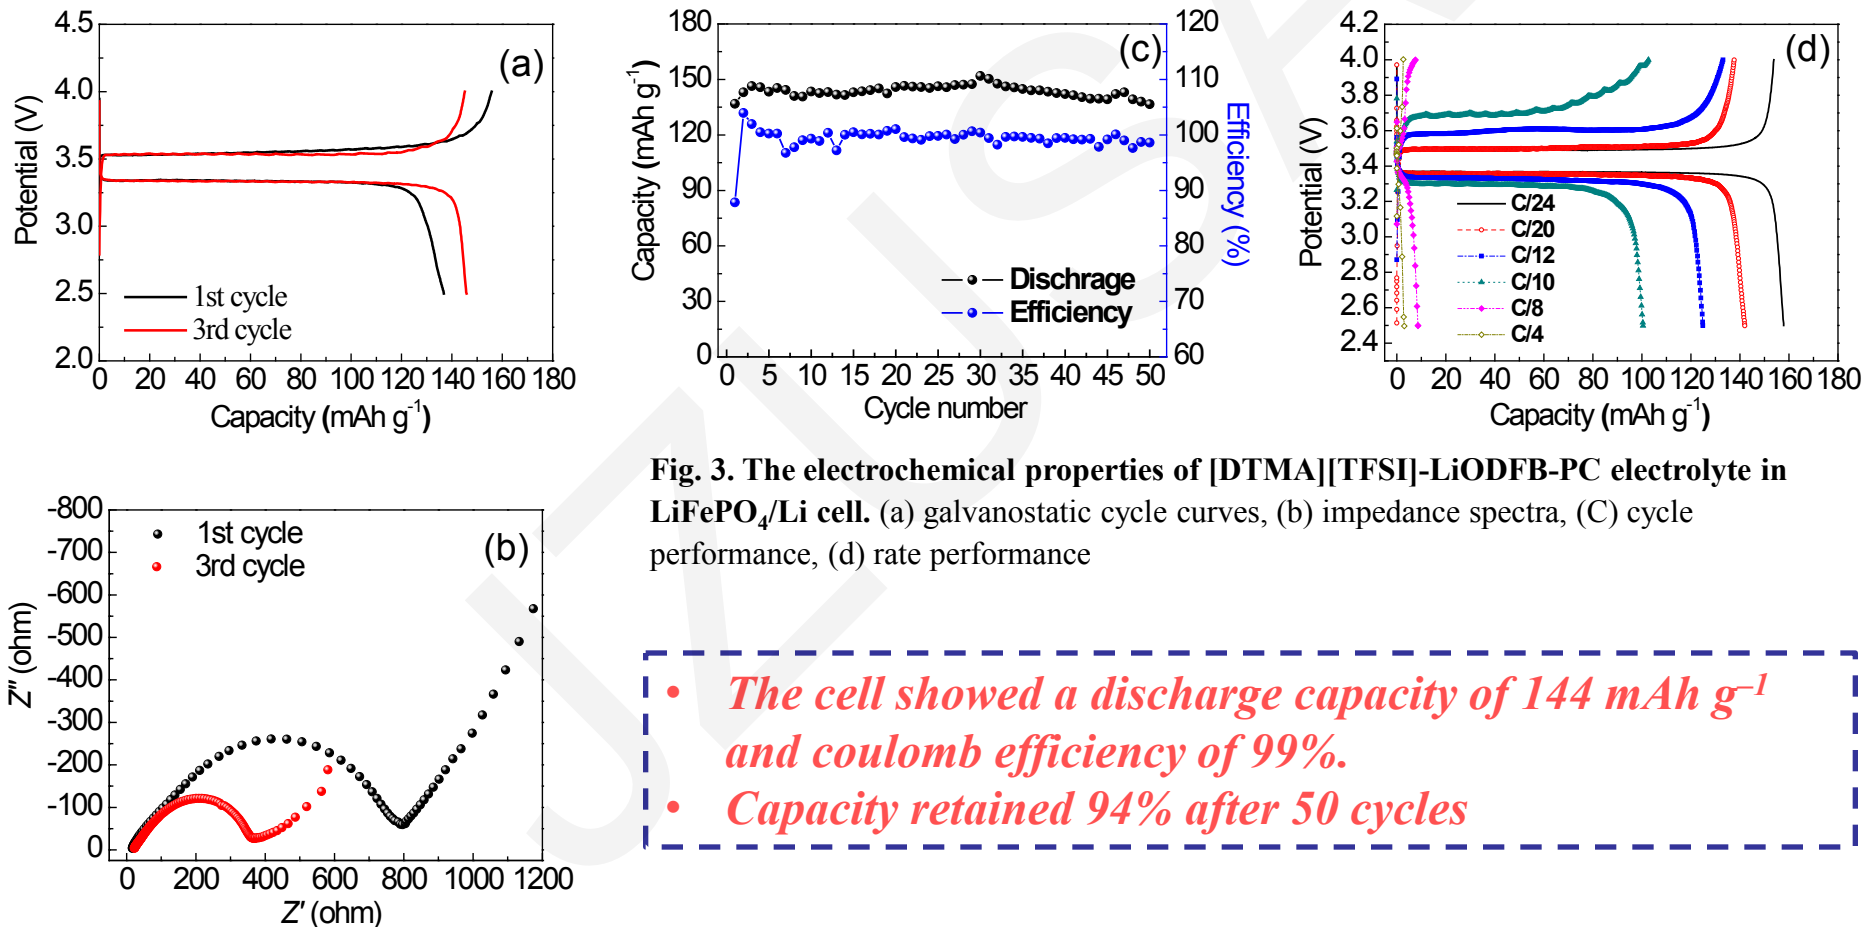 4.5
4.0
3.5
3.0
2.5
2.0
Potential (V)
(a)
1st cycle
3rd cycle
0 20 40 60 80 100 120 140 160 180
Capacity (mAh g-1)
180
150
120
90
60
30
0
Capacity (mAh g-1)
(c)
Dischrage
Efficiency
120
110
100
90
80
70
60
Efficiency (%)
0 5 10 15 20 25 30 35 40 45 50
Cycle number
4.2
4.0
3.8
3.6
3.4
3.2
3.0
2.8
2.6
2.4
Potential (V)
(d)
C/24
C/20
C/12
C/10
C/8
C/4
0 20 40 60 80 100 120 140 160 180
Capacity (mAh g-1)
Fig. 3. The electrochemical properties of [DTMA][TFSI]-LiODFB-PC electrolyte in
LiFePO4/Li cell. (a) galvanostatic cycle curves, (b) impedance spectra, (C) cycle
performance, (d) rate performance
-800
-700
-600
-500
-400
-300
-200
-100
0
Z″ (ohm)
1st cycle
3rd cycle
(b)
0 200 400 600 800 1000 1200
Z′ (ohm)
• The cell showed a discharge capacity of 144 mAh g–1
and coulomb efficiency of 99%.
• Capacity retained 94% after 50 cycles
JZUSA